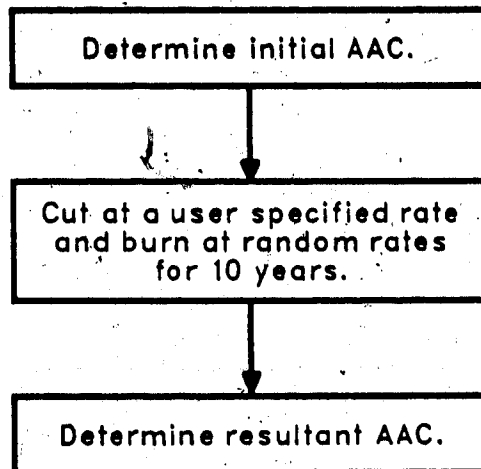 Determine initial AAC.
Cut at a user specified rate
and burn at random rates
for 10 years.
Determine resultant AAC.